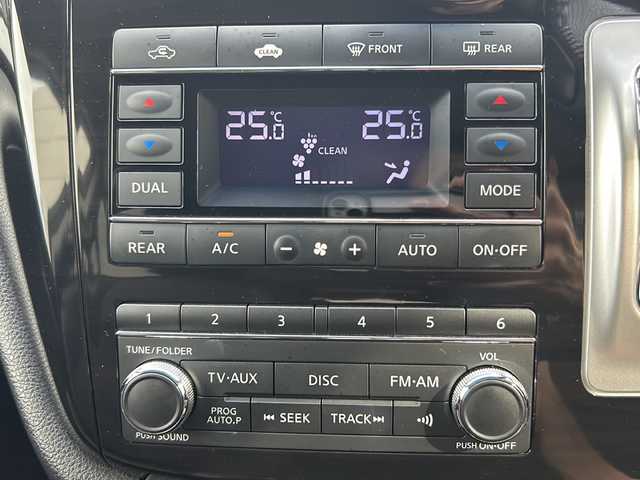 CLEAN FRONT REAR
25.0°C 25.0°C
CLEAN
DUAL MODE
REAR A/C − + AUTO ON·OFF
1 2 3 4 5 6
TUNE/FOLDER VOL
TV·AUX DISC FM·AM
PROG
AUTO.P
SEEK TRACK
PUSH SOUND PUSH ON·OFF